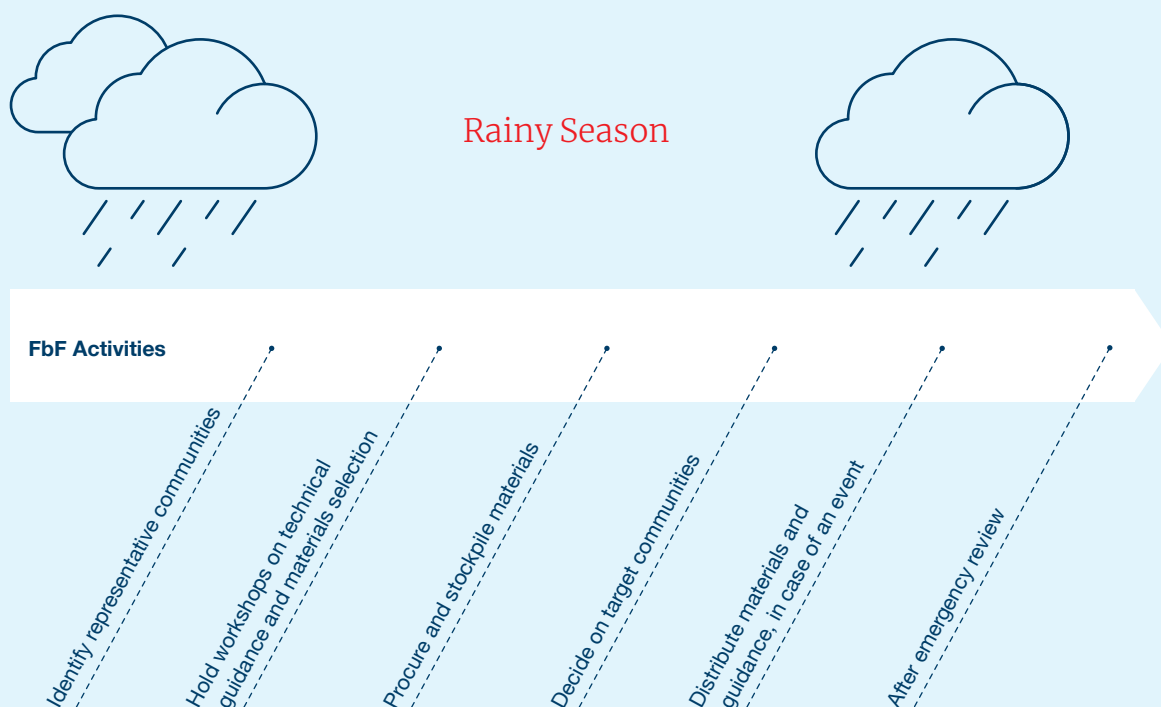 Rainy Season
FbF Activities
Identify representative communities
Hold workshops on technical
guidance and materials selection
Procure and stockpile materials
Decide on target communities
Distribute materials and
guidance, in case of an event
After emergency review